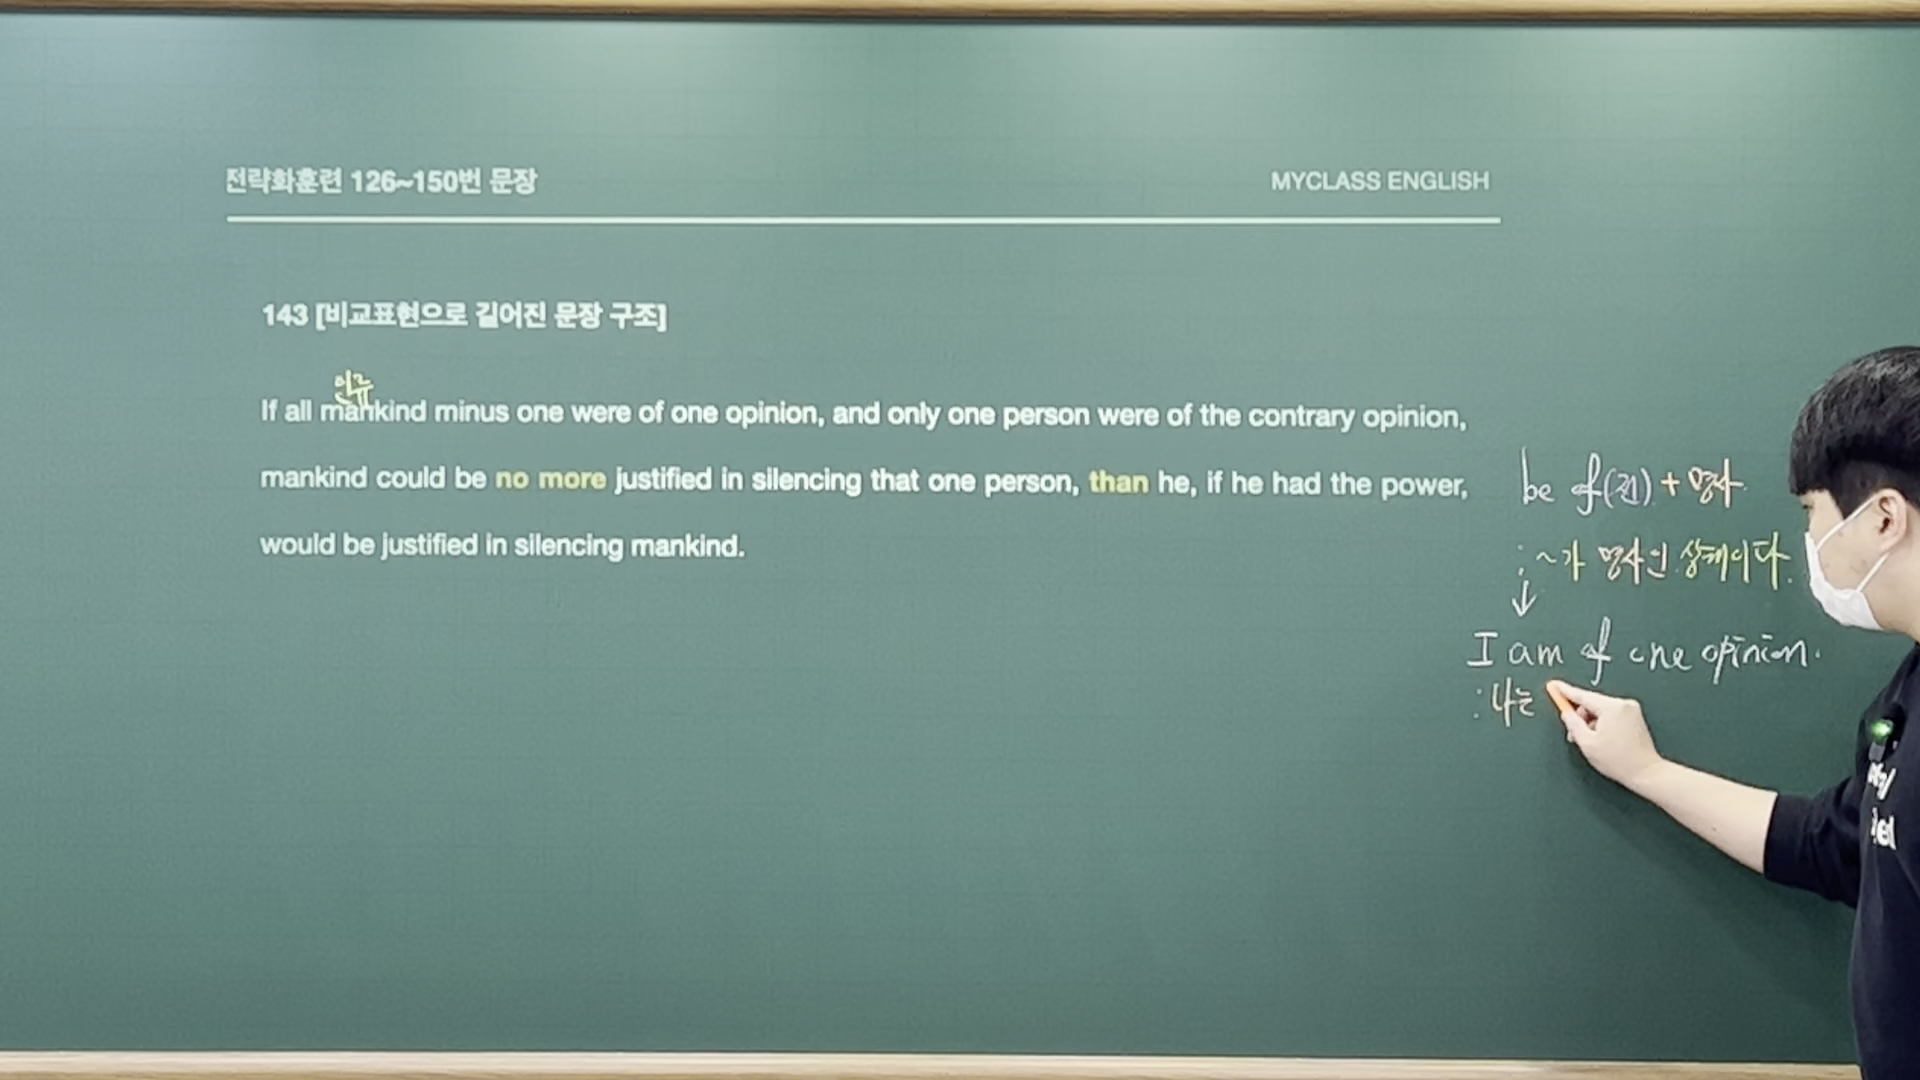 전략화훈련 126~150번 문장
MYCLASS ENGLISH
143 [비교표현으로 길어진 문장 구조]
인류
If all mankind minus one were of one opinion, and only one person were of the contrary opinion,
mankind could be no more justified in silencing that one person, than he, if he had the power,
would be justified in silencing mankind.
be of(전) + 명사.
: ~가 명사인 상태이다.
↓
I am of one opinion.
: 나는